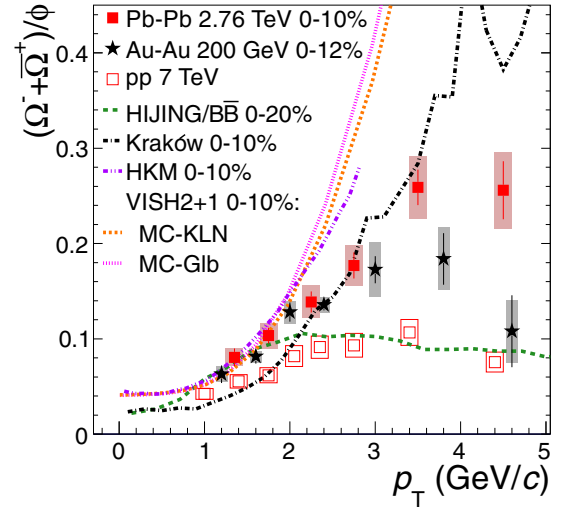 (Ω⁻+Ω̅⁺)/ϕ
0.4
0.3
0.2
0.1
0
Pb-Pb 2.76 TeV 0-10%
Au-Au 200 GeV 0-12%
pp 7 TeV
HIJING/BB̅ 0-20%
Kraków 0-10%
HKM 0-10%
VISH2+1 0-10%:
MC-KLN
MC-Glb
0 1 2 3 4 5
p_T (GeV/c)